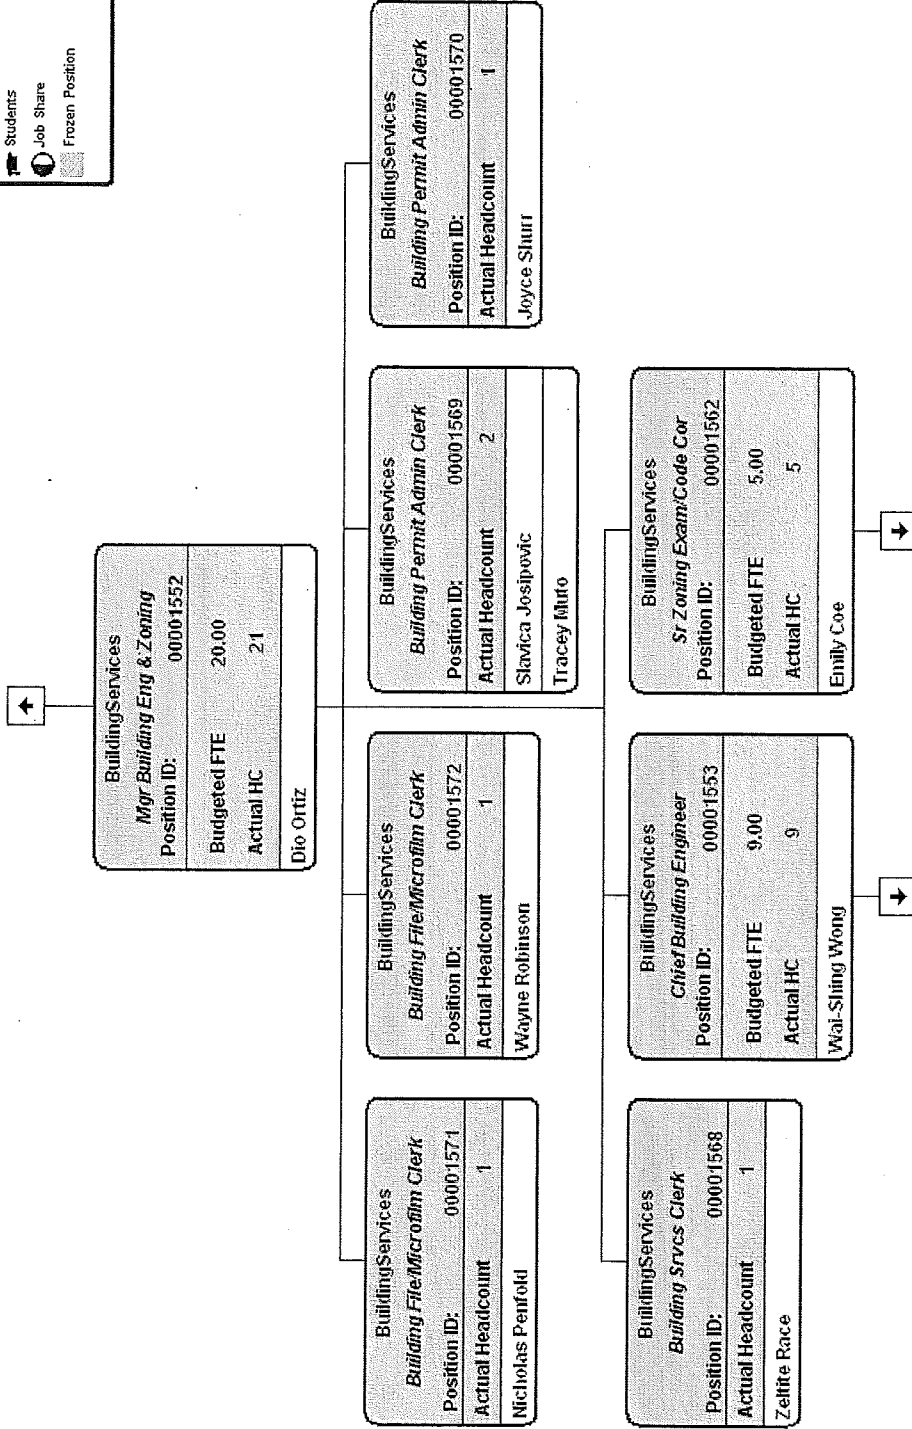 Students
Job Share
Frozen Position
BuildingServices
Mgr Building Eng & Zoning
Position ID: 00001552
Budgeted FTE 20.00
Actual HC 21
Dio Ortiz
BuildingServices
Building File/Microfilm Clerk
Position ID: 00001571
Actual Headcount 1
Nicholas Penfold
BuildingServices
Building File/Microfilm Clerk
Position ID: 00001572
Actual Headcount 1
Wayne Robinson
BuildingServices
Building Permit Admin Clerk
Position ID: 00001569
Actual Headcount 2
Slavica Josipovic
Tracey Muto
BuildingServices
Building Permit Admin Clerk
Position ID: 00001570
Actual Headcount 1
Joyce Shurr
BuildingServices
Building Srvcs Clerk
Position ID: 00001568
Actual Headcount 1
Zeltite Race
BuildingServices
Chief Building Engineer
Position ID: 00001553
Budgeted FTE 9.00
Actual HC 9
Wai-Shing Wong
BuildingServices
Sr Zoning Exam/Code Cor
Position ID: 00001562
Budgeted FTE 5.00
Actual HC 5
Emily Coe